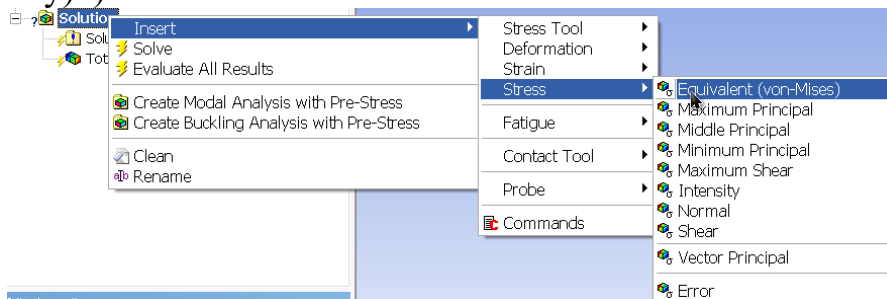 Solution
Insert
Solve
Evaluate All Results
Create Modal Analysis with Pre-Stress
Create Buckling Analysis with Pre-Stress
Clean
Rename
Stress Tool
Deformation
Strain
Stress
Fatigue
Contact Tool
Probe
Commands
Equivalent (von-Mises)
Maximum Principal
Middle Principal
Minimum Principal
Maximum Shear
Intensity
Normal
Shear
Vector Principal
Error